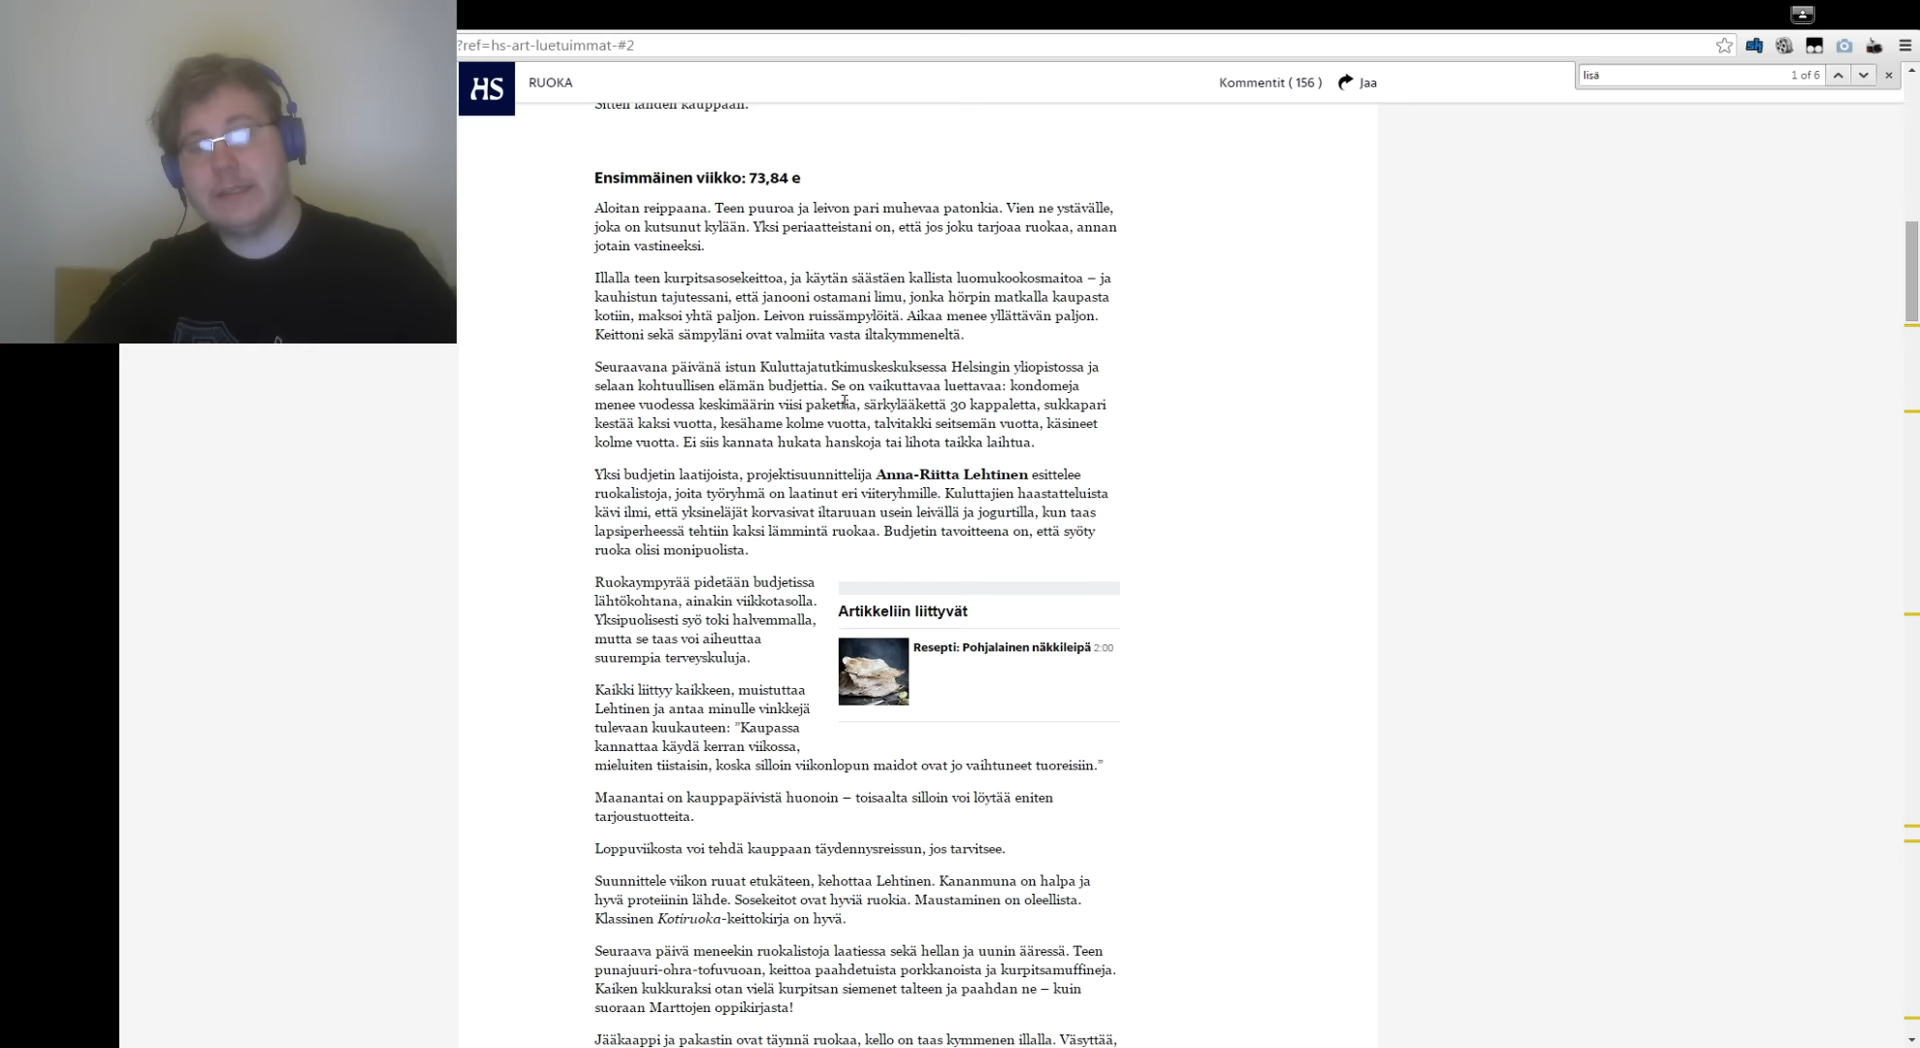 ?ref=hs-art-luetuimmat-#2
lisä
1 of 6
HS
RUOKA
Kommentit ( 156 )
Jaa
Sitten lähden kauppaan.
Ensimmäinen viikko: 73,84 e
Aloitan reippaana. Teen puuroa ja leivon pari muhevaa patonkia. Vien ne ystävälle,
joka on kutsunut kylään. Yksi periaatteistani on, että jos joku tarjoaa ruokaa, annan
jotain vastineeksi.
Illalla teen kurpitsasosekeittoa, ja käytän säästäen kallista luomukookosmaitoa – ja
kauhistun tajutessani, että janooni ostamani limu, jonka hörpin matkalla kaupasta
kotiin, maksoi yhtä paljon. Leivon ruissämpylöitä. Aikaa menee yllättävän paljon.
Keittoni sekä sämpyläni ovat valmiita vasta iltakymmeneltä.
Seuraavana päivänä istun Kuluttajatutkimuskeskuksessa Helsingin yliopistossa ja
selaan kohtuullisen elämän budjettia. Se on vaikuttavaa luettavaa: kondomeja
menee vuodessa keskimäärin viisi pakettia, särkylääkettä 30 kappaletta, sukkapari
kestää kaksi vuotta, kesähame kolme vuotta, talvitakki seitsemän vuotta, käsineet
kolme vuotta. Ei siis kannata hukata hanskoja tai lihota taikka laihtua.
Yksi budjetin laatijoista, projektisuunnittelija Anna-Riitta Lehtinen esittelee
ruokalistoja, joita työryhmä on laatinut eri viiteryhmille. Kuluttajien haastatteluista
kävi ilmi, että yksineläjät korvasivat iltaruuan usein leivällä ja jogurtilla, kun taas
lapsiperheessä tehtiin kaksi lämmintä ruokaa. Budjetin tavoitteena on, että syöty
ruoka olisi monipuolista.
Ruokaympyrää pidetään budjetissa
lähtökohtana, ainakin viikkotasolla.
Yksipuolisesti syö toki halvemmalla,
mutta se taas voi aiheuttaa
suurempia terveyskuluja.
Artikkeliin liittyvät
Resepti: Pohjalainen näkkileipä 2:00
Kaikki liittyy kaikkeen, muistuttaa
Lehtinen ja antaa minulle vinkkejä
tulevaan kuukauteen: ”Kaupassa
kannattaa käydä kerran viikossa,
mieluiten tiistaisin, koska silloin viikonlopun maidot ovat jo vaihtuneet tuoreisiin.”
Maanantai on kauppapäivistä huonoin – toisaalta silloin voi löytää eniten
tarjoustuotteita.
Loppuviikosta voi tehdä kauppaan täydennysreissun, jos tarvitsee.
Suunnittele viikon ruuat etukäteen, kehottaa Lehtinen. Kananmuna on halpa ja
hyvä proteiinin lähde. Sosekeitot ovat hyviä ruokia. Maustaminen on oleellista.
Klassinen Kotiruoka-keittokirja on hyvä.
Seuraava päivä meneekin ruokalistoja laatiessa sekä hellan ja uunin ääressä. Teen
punajuuri-ohra-tofuvuoan, keittoa paahdetuista porkkanoista ja kurpitsamuffineja.
Kaiken kukkuraksi otan vielä kurpitsan siemenet talteen ja paahdan ne – kuin
suoraan Marttojen oppikirjasta!
Jääkaappi ja pakastin ovat täynnä ruokaa, kello on taas kymmenen illalla. Väsyttää,